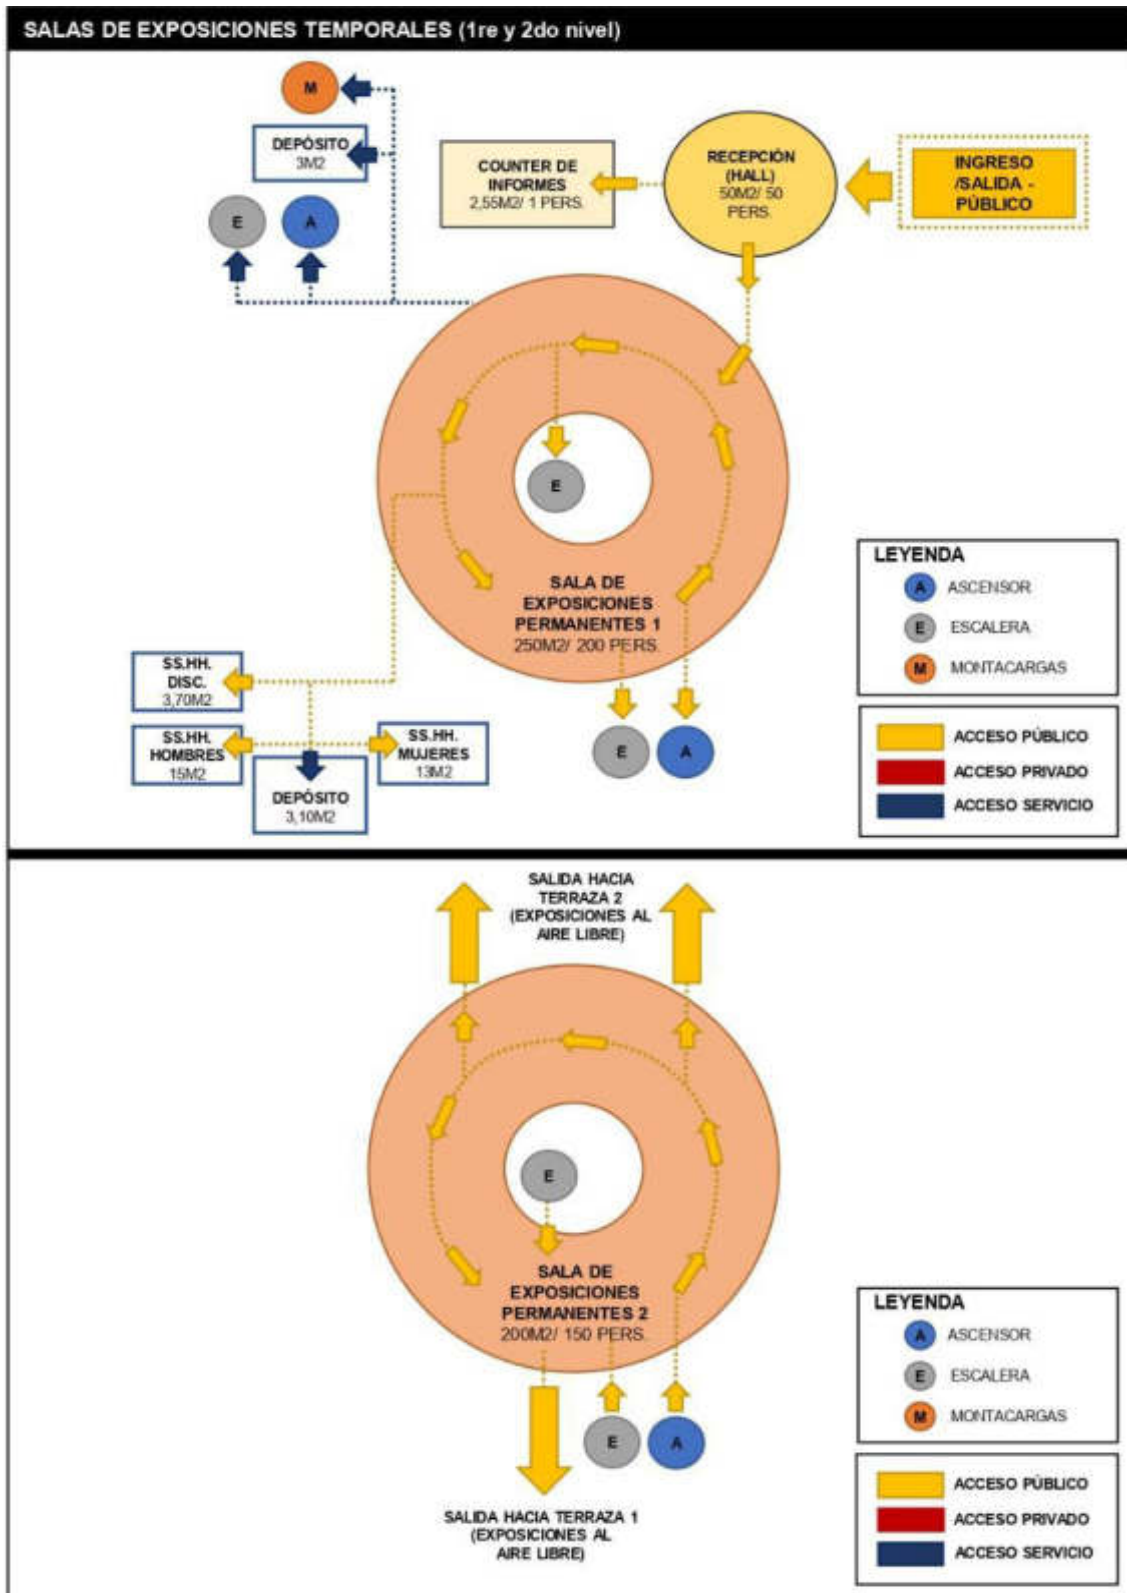 SALAS DE EXPOSICIONES TEMPORALES (1re y 2do nivel)
M
DEPÓSITO
3M2
E
A
COUNTER DE
INFORMES
2,55M2/ 1 PERS.
RECEPCIÓN
(HALL)
50M2/ 50
PERS.
INGRESO
/SALIDA -
PÚBLICO
E
SALA DE
EXPOSICIONES
PERMANENTES 1
250M2/ 200 PERS.
SS.HH.
DISC.
3,70M2
SS.HH.
HOMBRES
15M2
SS.HH.
MUJERES
13M2
DEPÓSITO
3,10M2
E
A
LEYENDA
A ASCENSOR
E ESCALERA
M MONTACARGAS
ACCESO PÚBLICO
ACCESO PRIVADO
ACCESO SERVICIO
SALIDA HACIA
TERRAZA 2
(EXPOSICIONES AL
AIRE LIBRE)
E
SALA DE
EXPOSICIONES
PERMANENTES 2
200M2/ 150 PERS.
E
A
SALIDA HACIA TERRAZA 1
(EXPOSICIONES AL
AIRE LIBRE)
LEYENDA
A ASCENSOR
E ESCALERA
M MONTACARGAS
ACCESO PÚBLICO
ACCESO PRIVADO
ACCESO SERVICIO